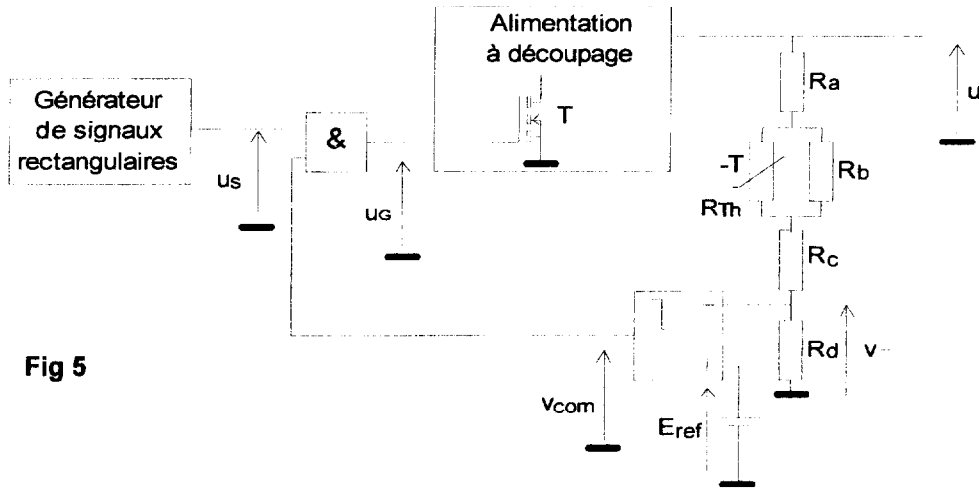 Alimentation
à découpage
Générateur
de signaux
rectangulaires
&
T
Ra
u
us
uG
-T
Rb
RTh
Rc
Rd
v-
Fig 5
vcom
Eref